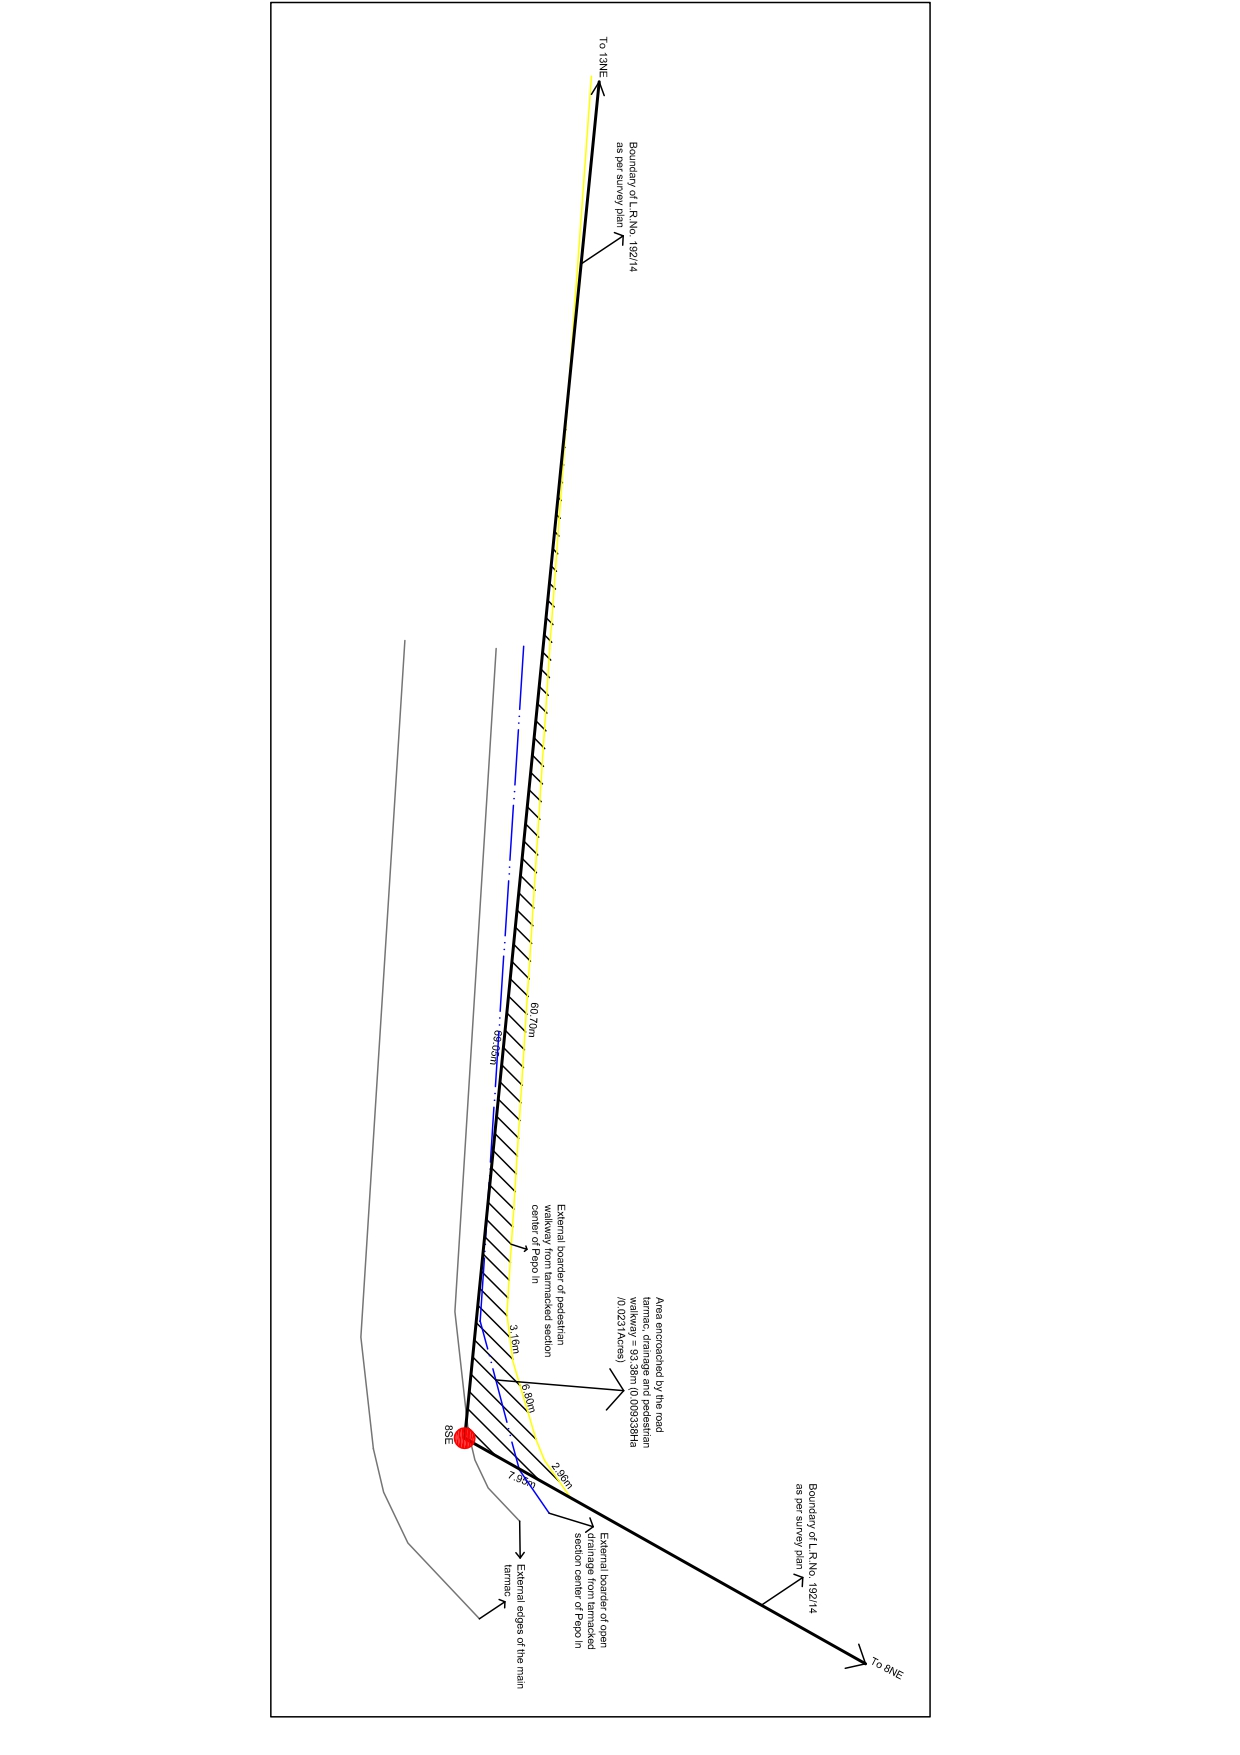 To 8NE
Boundary of L.R.No. 192/14
as per survey plan
Area encroached by the road
tarmac, drainage and pedestrian
walkway = 93.38m (0.009338Ha
/0.0231Acres)
Boundary of L.R.No. 192/14
as per survey plan
To 13NE
External boarder of open
drainage from tarmacked
section center of Pepo ln
External boarder of pedestrian
walkway from tarmacked section
center of Pepo ln
2.96m
60.70m
6.80m
3.16m
External edges of the main
tarmac
69.05m
8SE